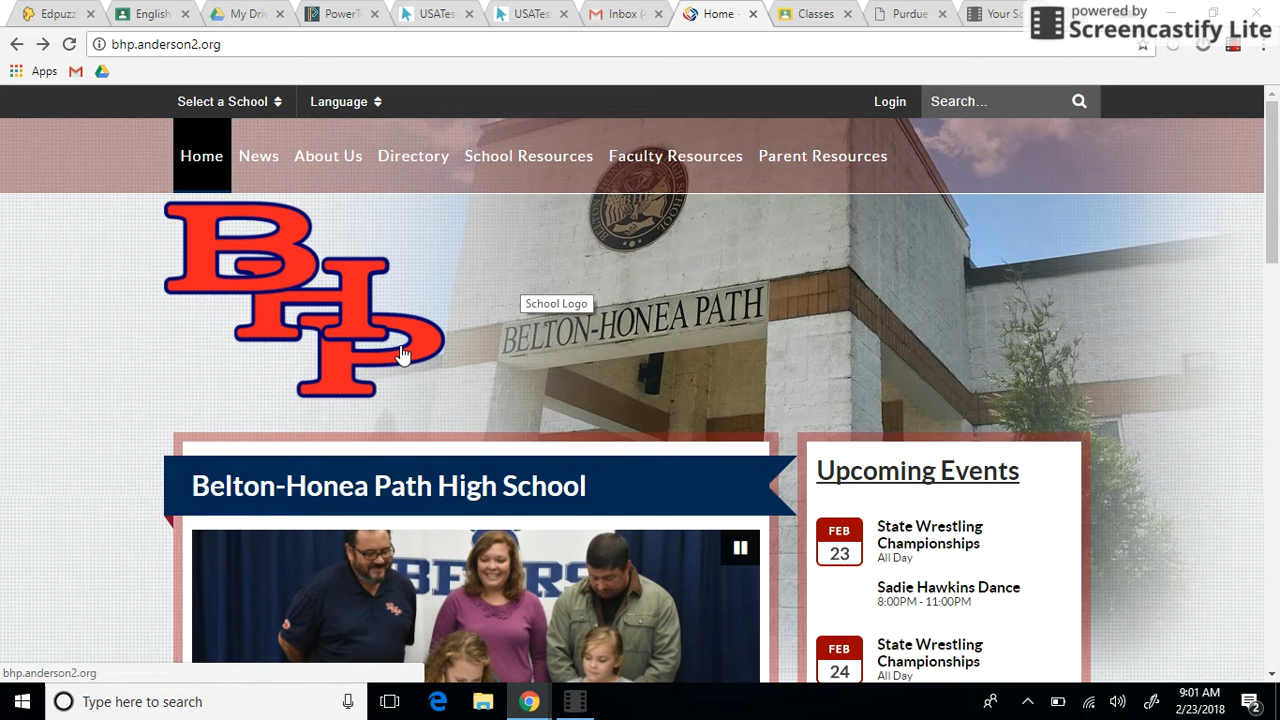 Edpuzz
English
My Dri
PowerT
USATes
USATes
Inbox (
Home -
Classes
Purdue
Your S
powered by
Screencastify Lite
bhp.anderson2.org
Apps
Select a School
Language
Login
Search...
Home
News
About Us
Directory
School Resources
Faculty Resources
Parent Resources
BHP
School Logo
BELTON-HONEA PATH
Belton-Honea Path High School
BEARS
Upcoming Events
FEB
23
State Wrestling
Championships
All Day
Sadie Hawkins Dance
8:00PM - 11:00PM
FEB
24
State Wrestling
Championships
All Day
bhp.anderson2.org
Type here to search
9:01 AM
2/23/2018
2